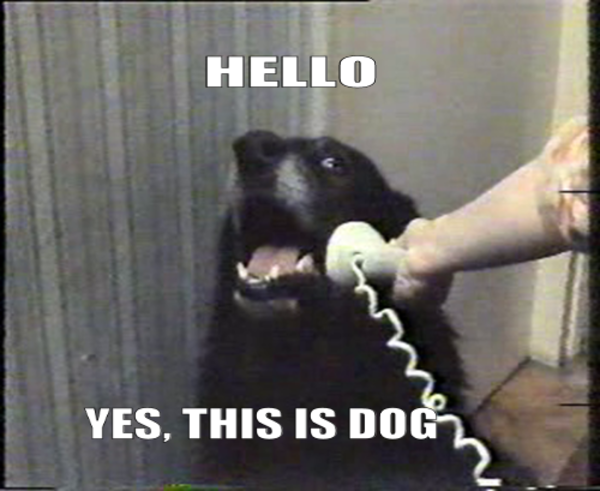 HELLO
YES, THIS IS DOG